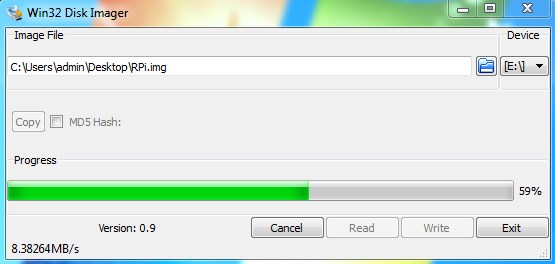 Win32 Disk Imager
Image File
Device
C:\Users\admin\Desktop\RPi.img
[E:\]
Copy
MD5 Hash:
Progress
59%
Version: 0.9
Cancel
Read
Write
Exit
8.38264MB/s